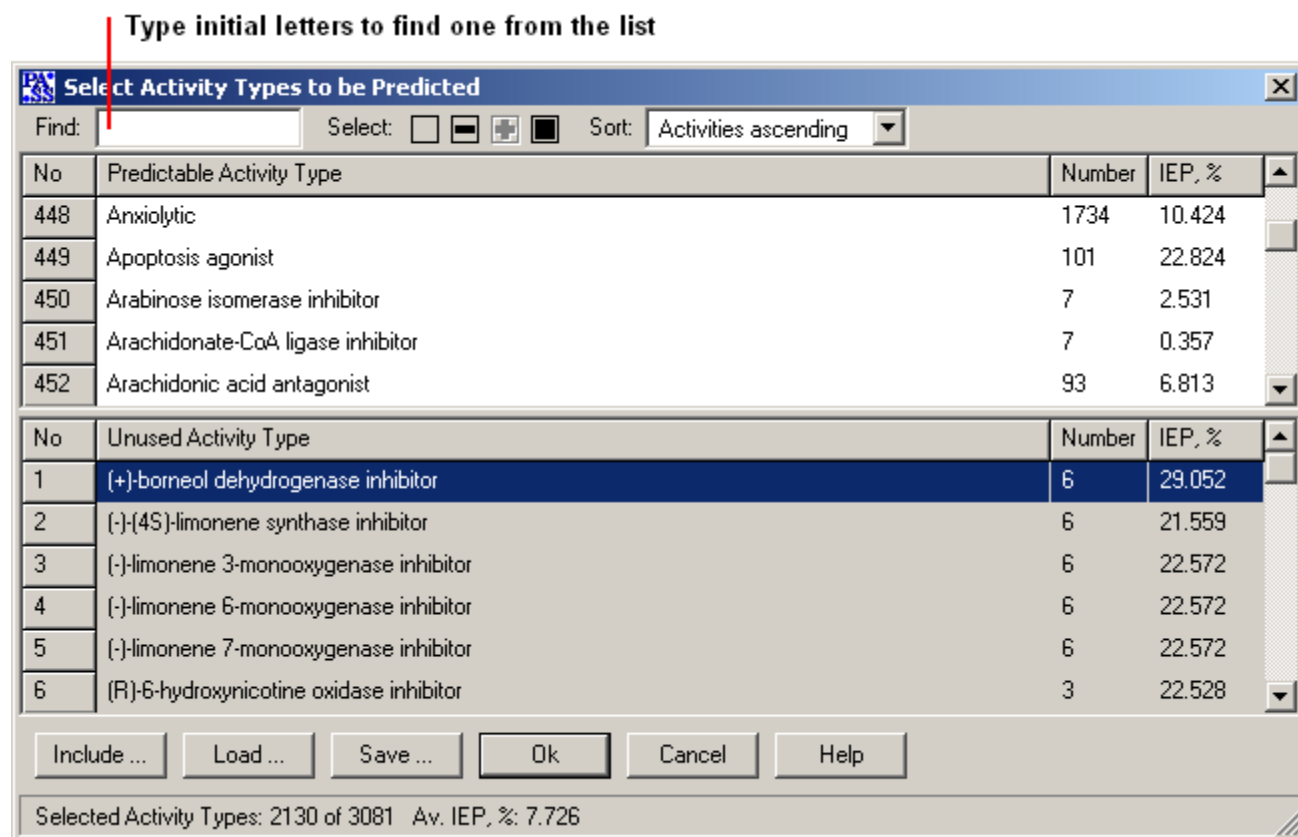 Type initial letters to find one from the list
PASS Select Activity Types to be Predicted
Find: Select: Sort: Activities ascending
No Predictable Activity Type Number IEP, %
448 Anxiolytic 1734 10.424
449 Apoptosis agonist 101 22.824
450 Arabinose isomerase inhibitor 7 2.531
451 Arachidonate-CoA ligase inhibitor 7 0.357
452 Arachidonic acid antagonist 93 6.813
No Unused Activity Type Number IEP, %
1 (+)-borneol dehydrogenase inhibitor 6 29.052
2 (-)-(4S)-limonene synthase inhibitor 6 21.559
3 (-)-limonene 3-monooxygenase inhibitor 6 22.572
4 (-)-limonene 6-monooxygenase inhibitor 6 22.572
5 (-)-limonene 7-monooxygenase inhibitor 6 22.572
6 (R)-6-hydroxynicotine oxidase inhibitor 3 22.528
Include ... Load ... Save ... Ok Cancel Help
Selected Activity Types: 2130 of 3081 Av. IEP, %: 7.726